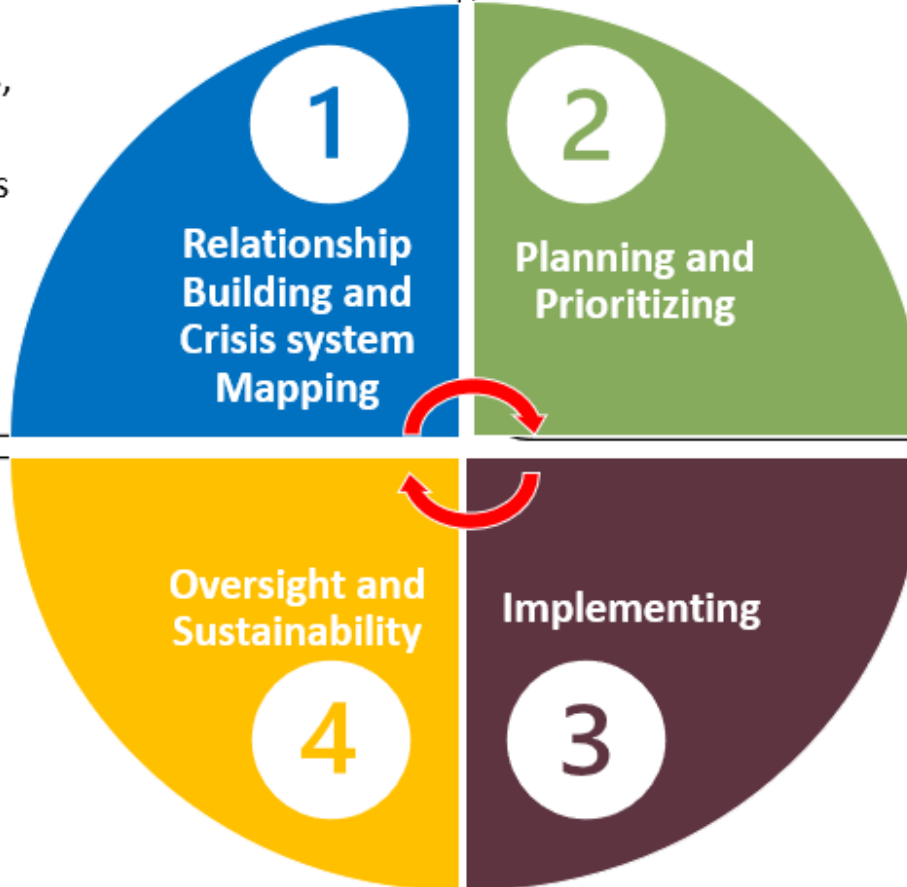 1
Relationship
Building and
Crisis system
Mapping
2
Planning and
Prioritizing
Oversight and
Sustainability
4
Implementing
3